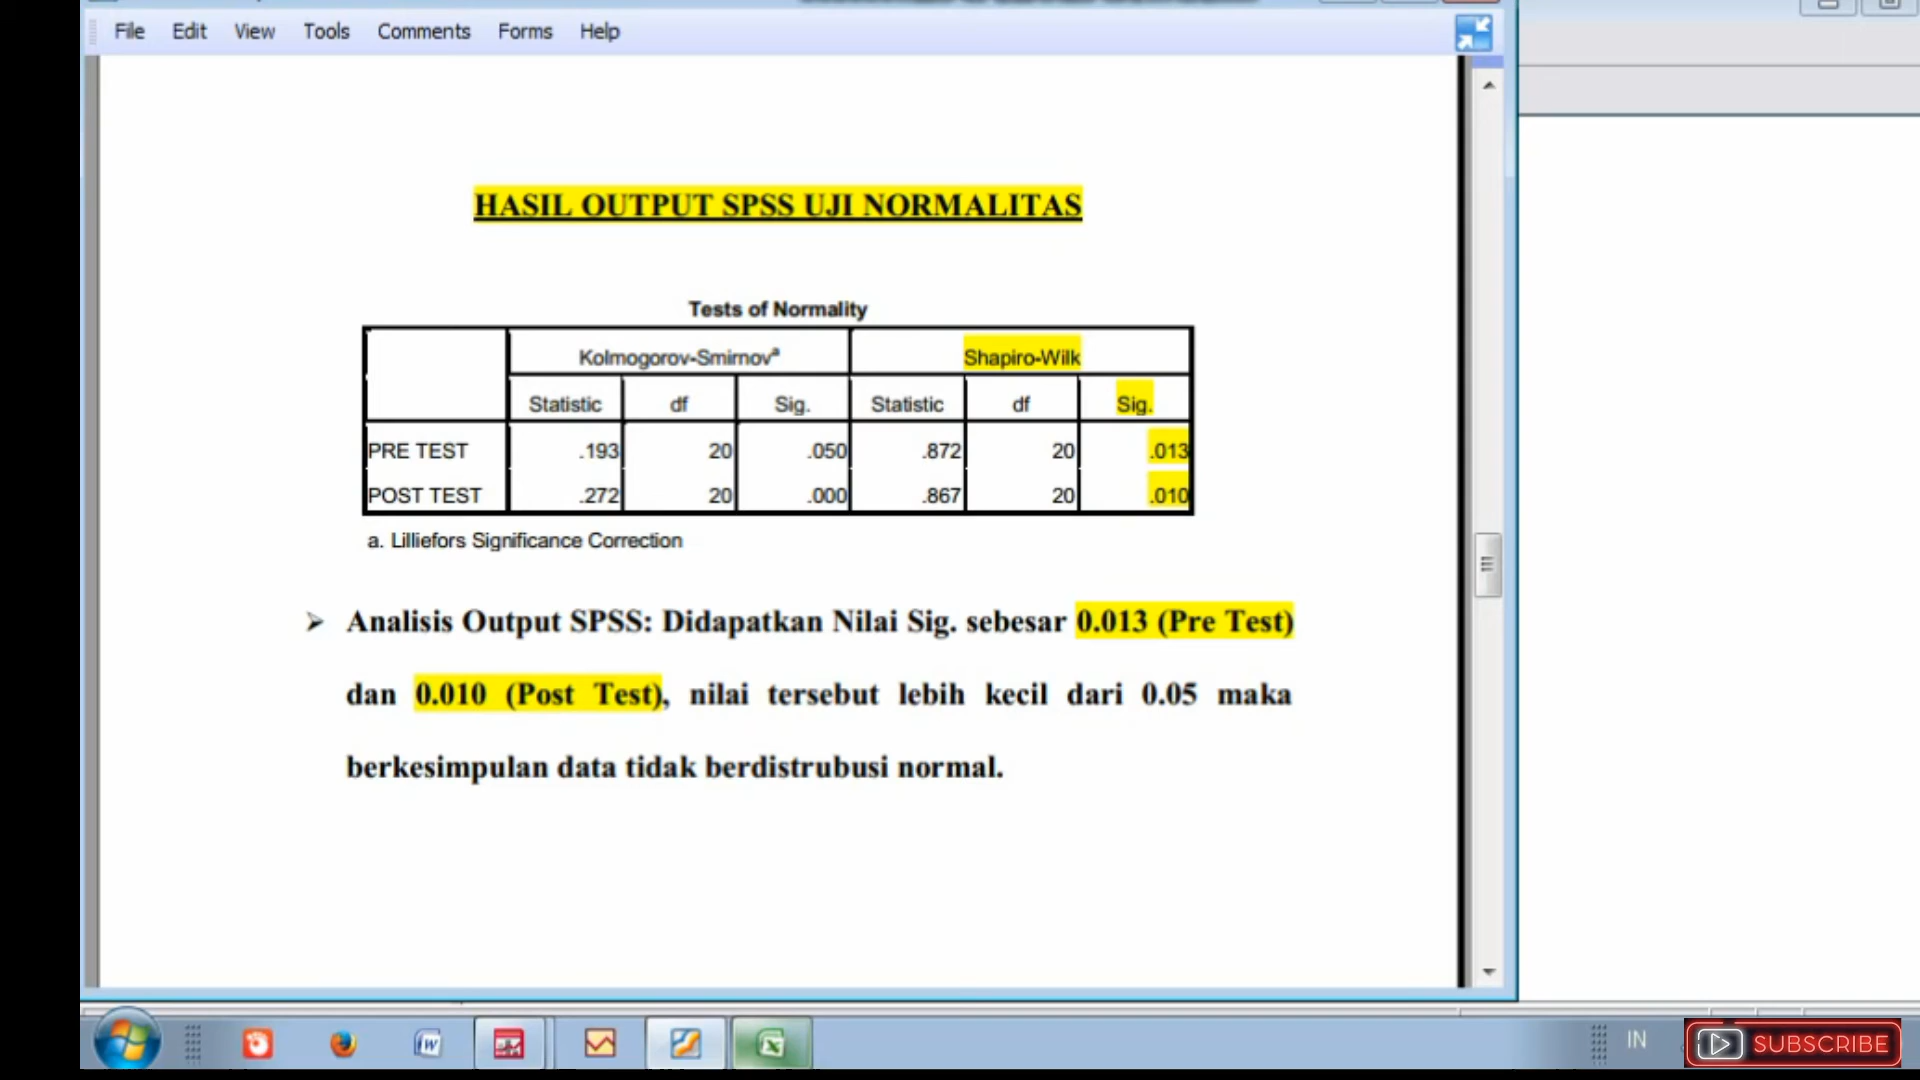 File Edit View Tools Comments Forms Help
HASIL OUTPUT SPSS UJI NORMALITAS
Tests of Normality
Kolmogorov-Smirnovᵃ Shapiro-Wilk
Statistic df Sig. Statistic df Sig.
PRE TEST .193 20 .050 .872 20 .013
POST TEST .272 20 .000 .867 20 .010
a. Lilliefors Significance Correction
➢ Analisis Output SPSS: Didapatkan Nilai Sig. sebesar 0.013 (Pre Test)
dan 0.010 (Post Test), nilai tersebut lebih kecil dari 0.05 maka
berkesimpulan data tidak berdistrubusi normal.
IN
SUBSCRIBE